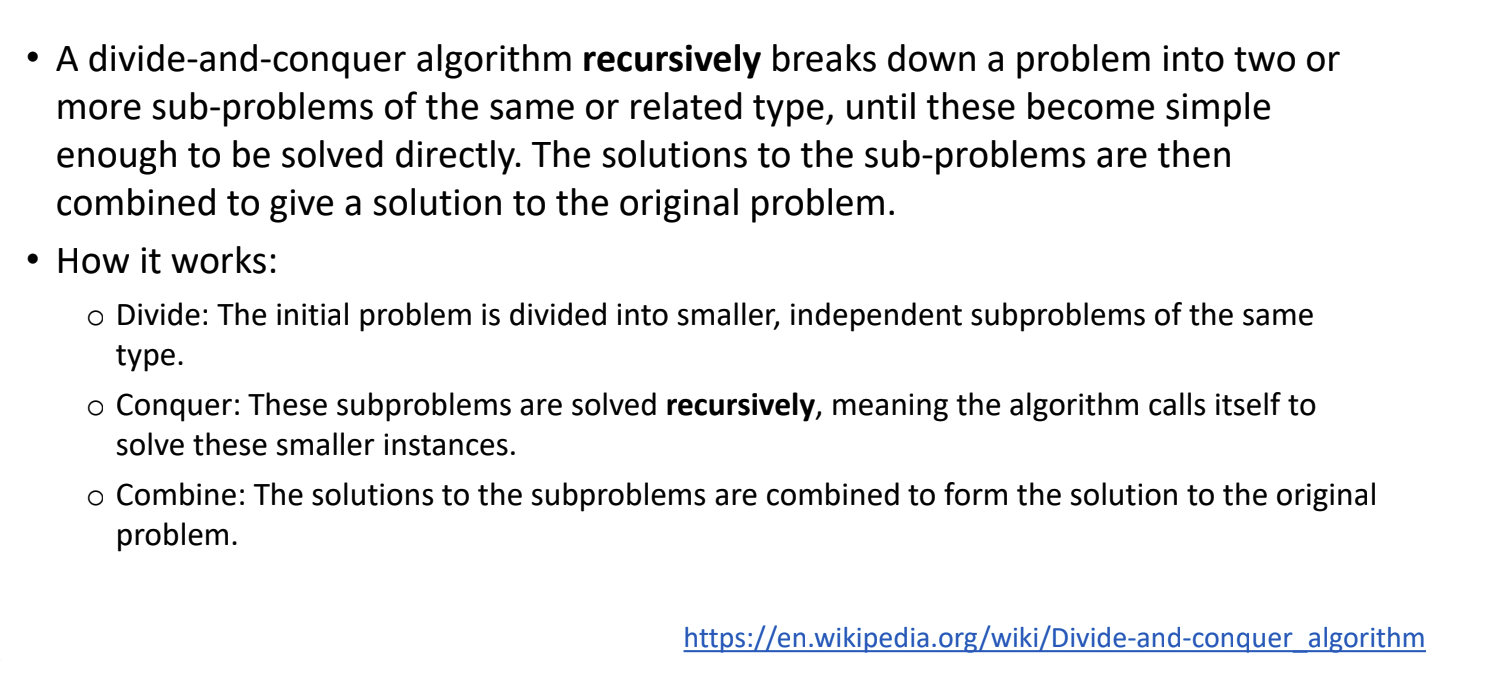 • A divide-and-conquer algorithm recursively breaks down a problem into two or
more sub-problems of the same or related type, until these become simple
enough to be solved directly. The solutions to the sub-problems are then
combined to give a solution to the original problem.
• How it works:
○ Divide: The initial problem is divided into smaller, independent subproblems of the same
type.
○ Conquer: These subproblems are solved recursively, meaning the algorithm calls itself to
solve these smaller instances.
○ Combine: The solutions to the subproblems are combined to form the solution to the original
problem.
https://en.wikipedia.org/wiki/Divide-and-conquer_algorithm